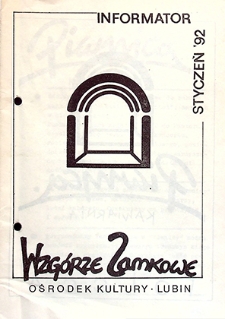 INFORMATOR
STYCZEŃ '92
Wzgórze Zamkowe
OŚRODEK KULTURY · LUBIN